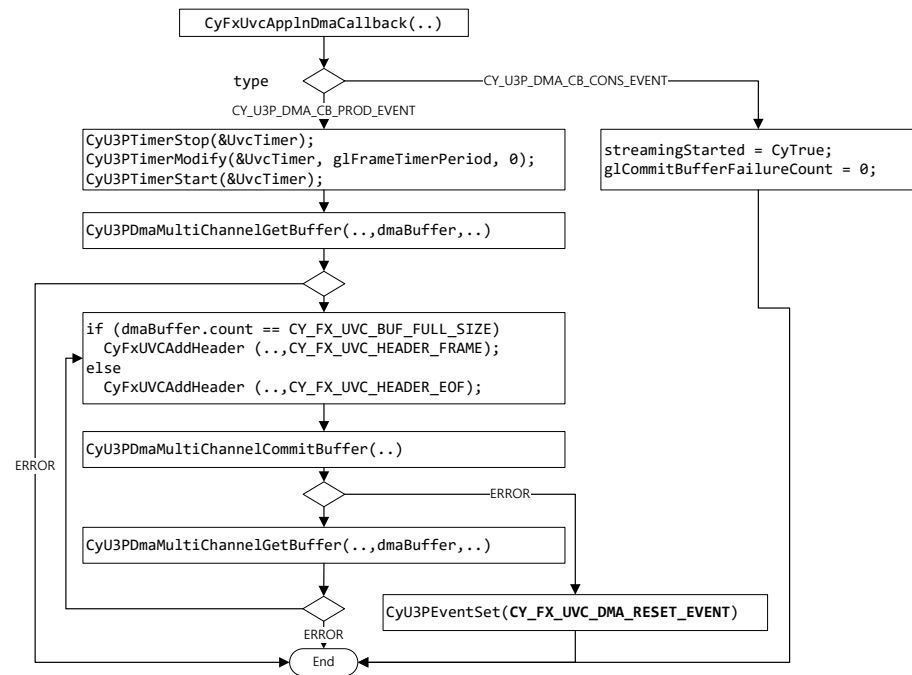 CyFxUvcApplnDmaCallback(..)
type
CY_U3P_DMA_CB_CONS_EVENT
CY_U3P_DMA_CB_PROD_EVENT
CyU3PTimerStop(&UvcTimer);
CyU3PTimerModify(&UvcTimer, glFrameTimerPeriod, 0);
CyU3PTimerStart(&UvcTimer);
streamingStarted = CyTrue;
glCommitBufferFailureCount = 0;
CyU3PDmaMultiChannelGetBuffer(..,dmaBuffer,..)
if (dmaBuffer.count == CY_FX_UVC_BUF_FULL_SIZE)
CyFxUVCAddHeader (..,CY_FX_UVC_HEADER_FRAME);
else
CyFxUVCAddHeader (..,CY_FX_UVC_HEADER_EOF);
CyU3PDmaMultiChannelCommitBuffer(..)
ERROR
ERROR
CyU3PDmaMultiChannelGetBuffer(..,dmaBuffer,..)
CyU3PEventSet(CY_FX_UVC_DMA_RESET_EVENT)
ERROR
End